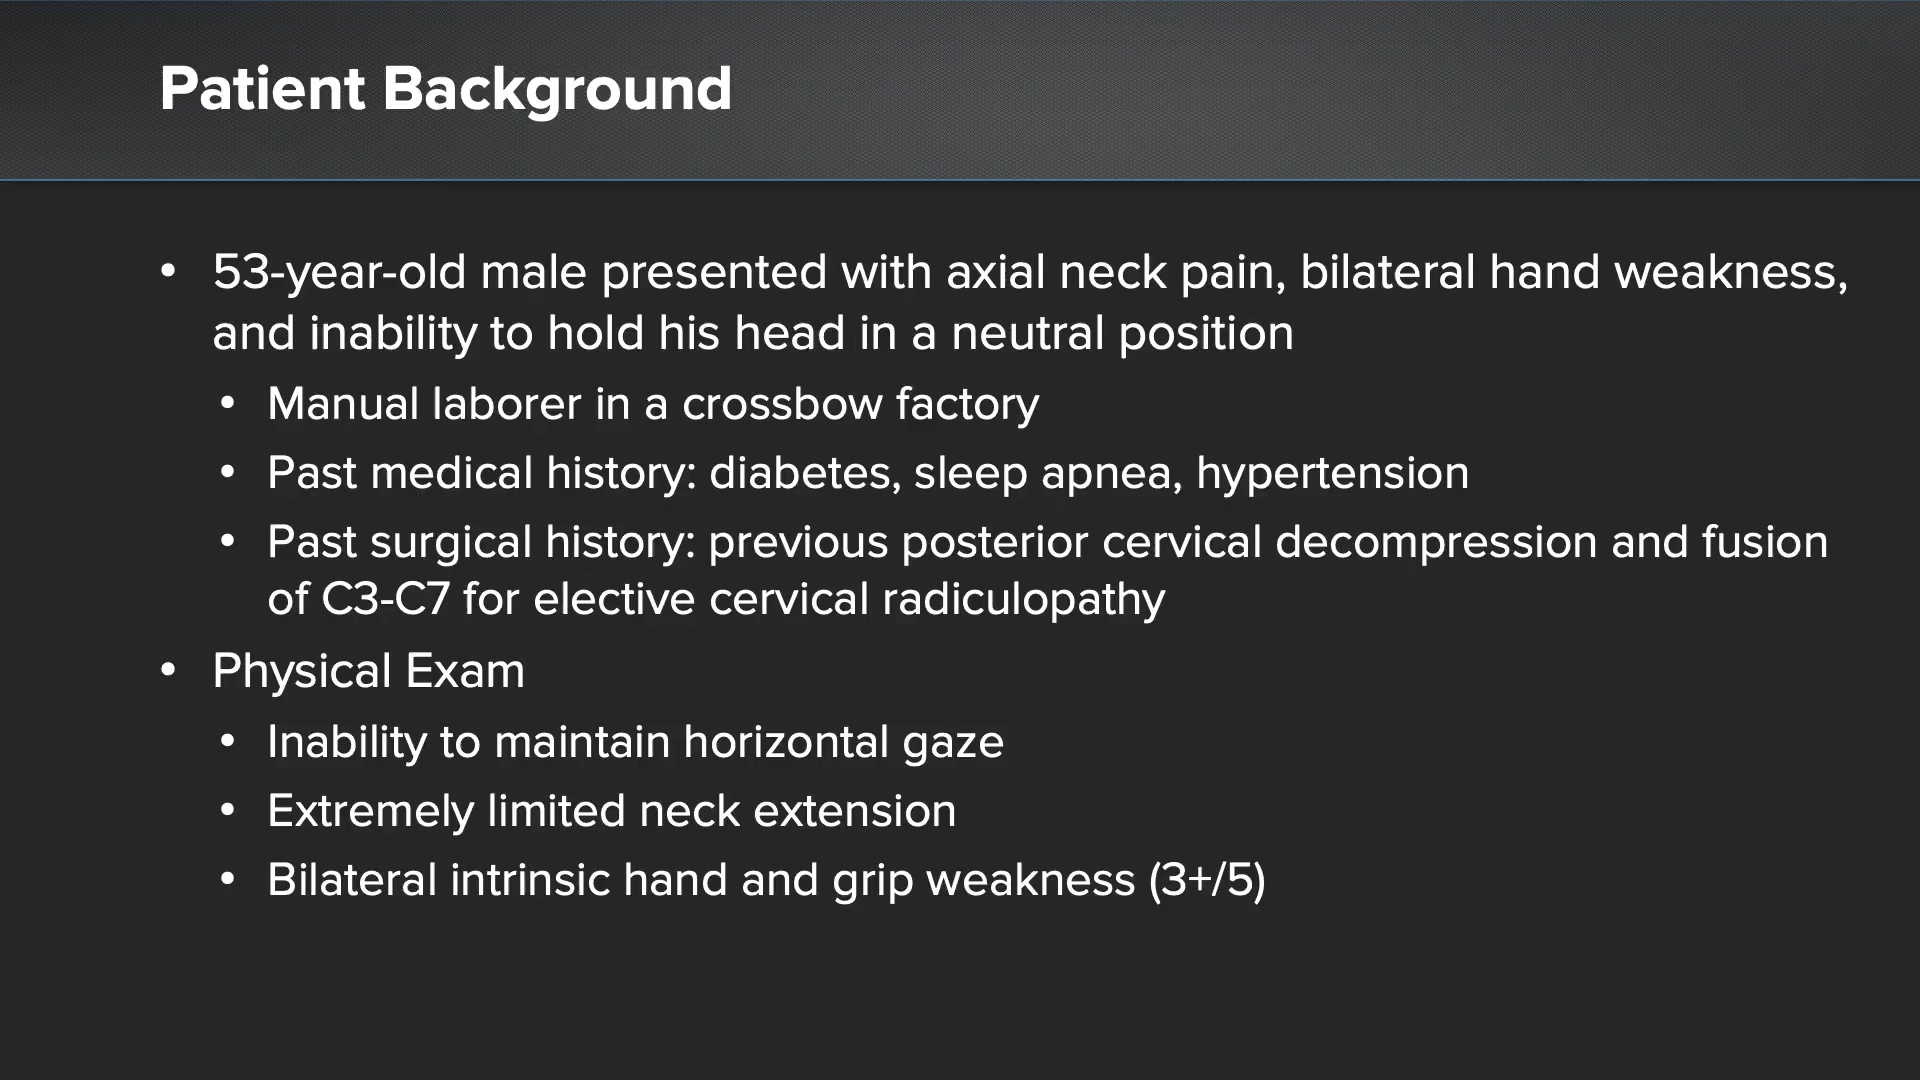 Patient Background
• 53-year-old male presented with axial neck pain, bilateral hand weakness,
and inability to hold his head in a neutral position
• Manual laborer in a crossbow factory
• Past medical history: diabetes, sleep apnea, hypertension
• Past surgical history: previous posterior cervical decompression and fusion
of C3-C7 for elective cervical radiculopathy
• Physical Exam
• Inability to maintain horizontal gaze
• Extremely limited neck extension
• Bilateral intrinsic hand and grip weakness (3+/5)